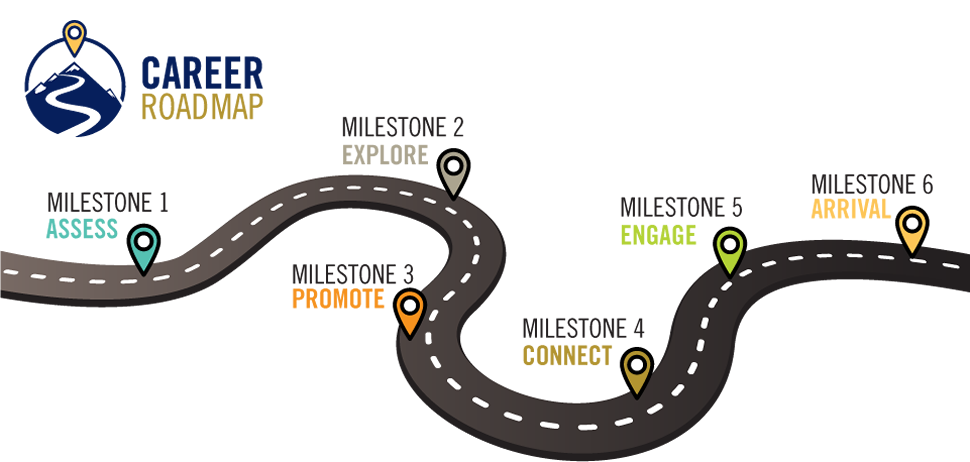 CAREER
ROADMAP
MILESTONE 1
ASSESS
MILESTONE 2
EXPLORE
MILESTONE 3
PROMOTE
MILESTONE 4
CONNECT
MILESTONE 5
ENGAGE
MILESTONE 6
ARRIVAL